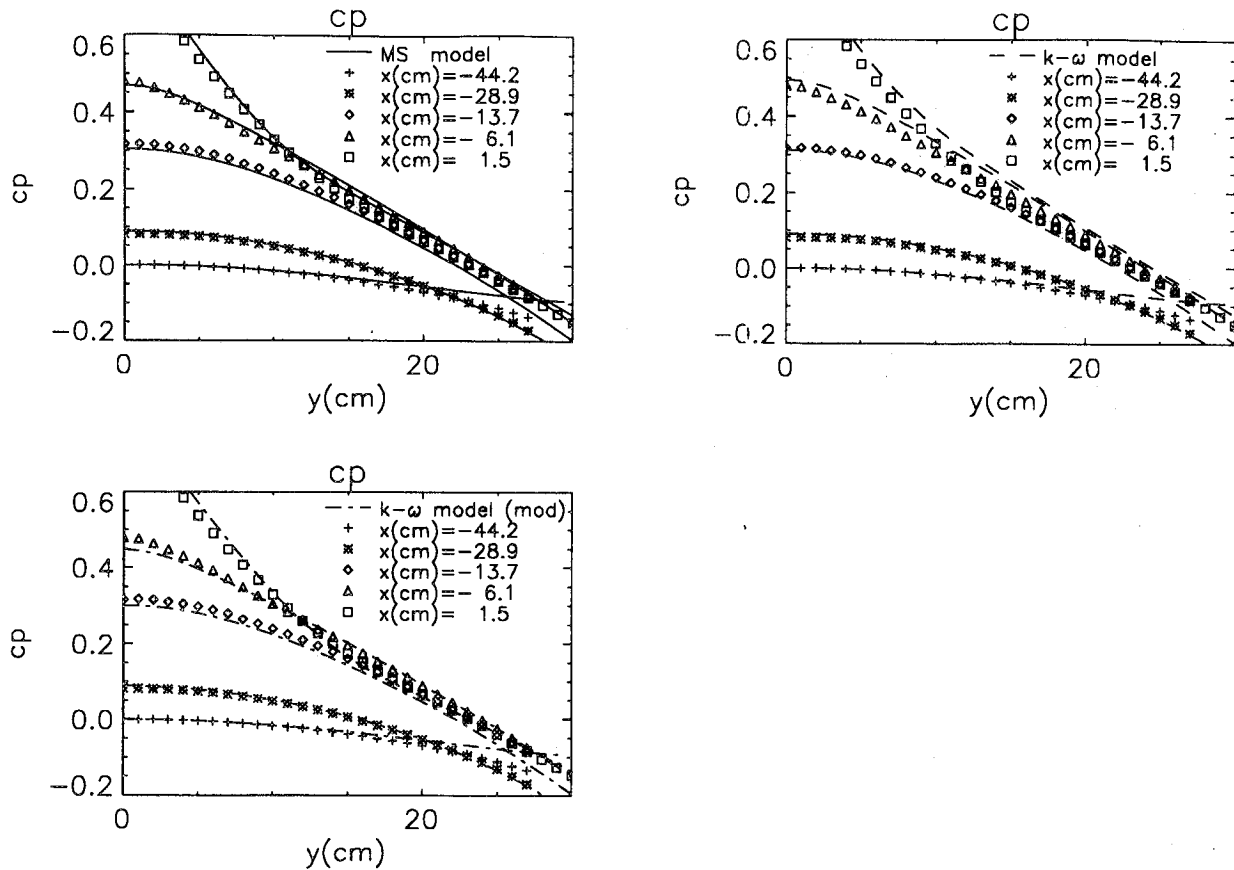 cp
0.6
0.4
0.2
0.0
−0.2
cp
MS model
x(cm)=−44.2
x(cm)=−28.9
x(cm)=−13.7
x(cm)=− 6.1
x(cm)= 1.5
0
20
y(cm)
cp
0.6
0.4
0.2
0.0
−0.2
cp
k−ω model
x(cm)=−44.2
x(cm)=−28.9
x(cm)=−13.7
x(cm)=− 6.1
x(cm)= 1.5
0
20
y(cm)
cp
0.6
0.4
0.2
0.0
−0.2
cp
k−ω model (mod)
x(cm)=−44.2
x(cm)=−28.9
x(cm)=−13.7
x(cm)=− 6.1
x(cm)= 1.5
0
20
y(cm)